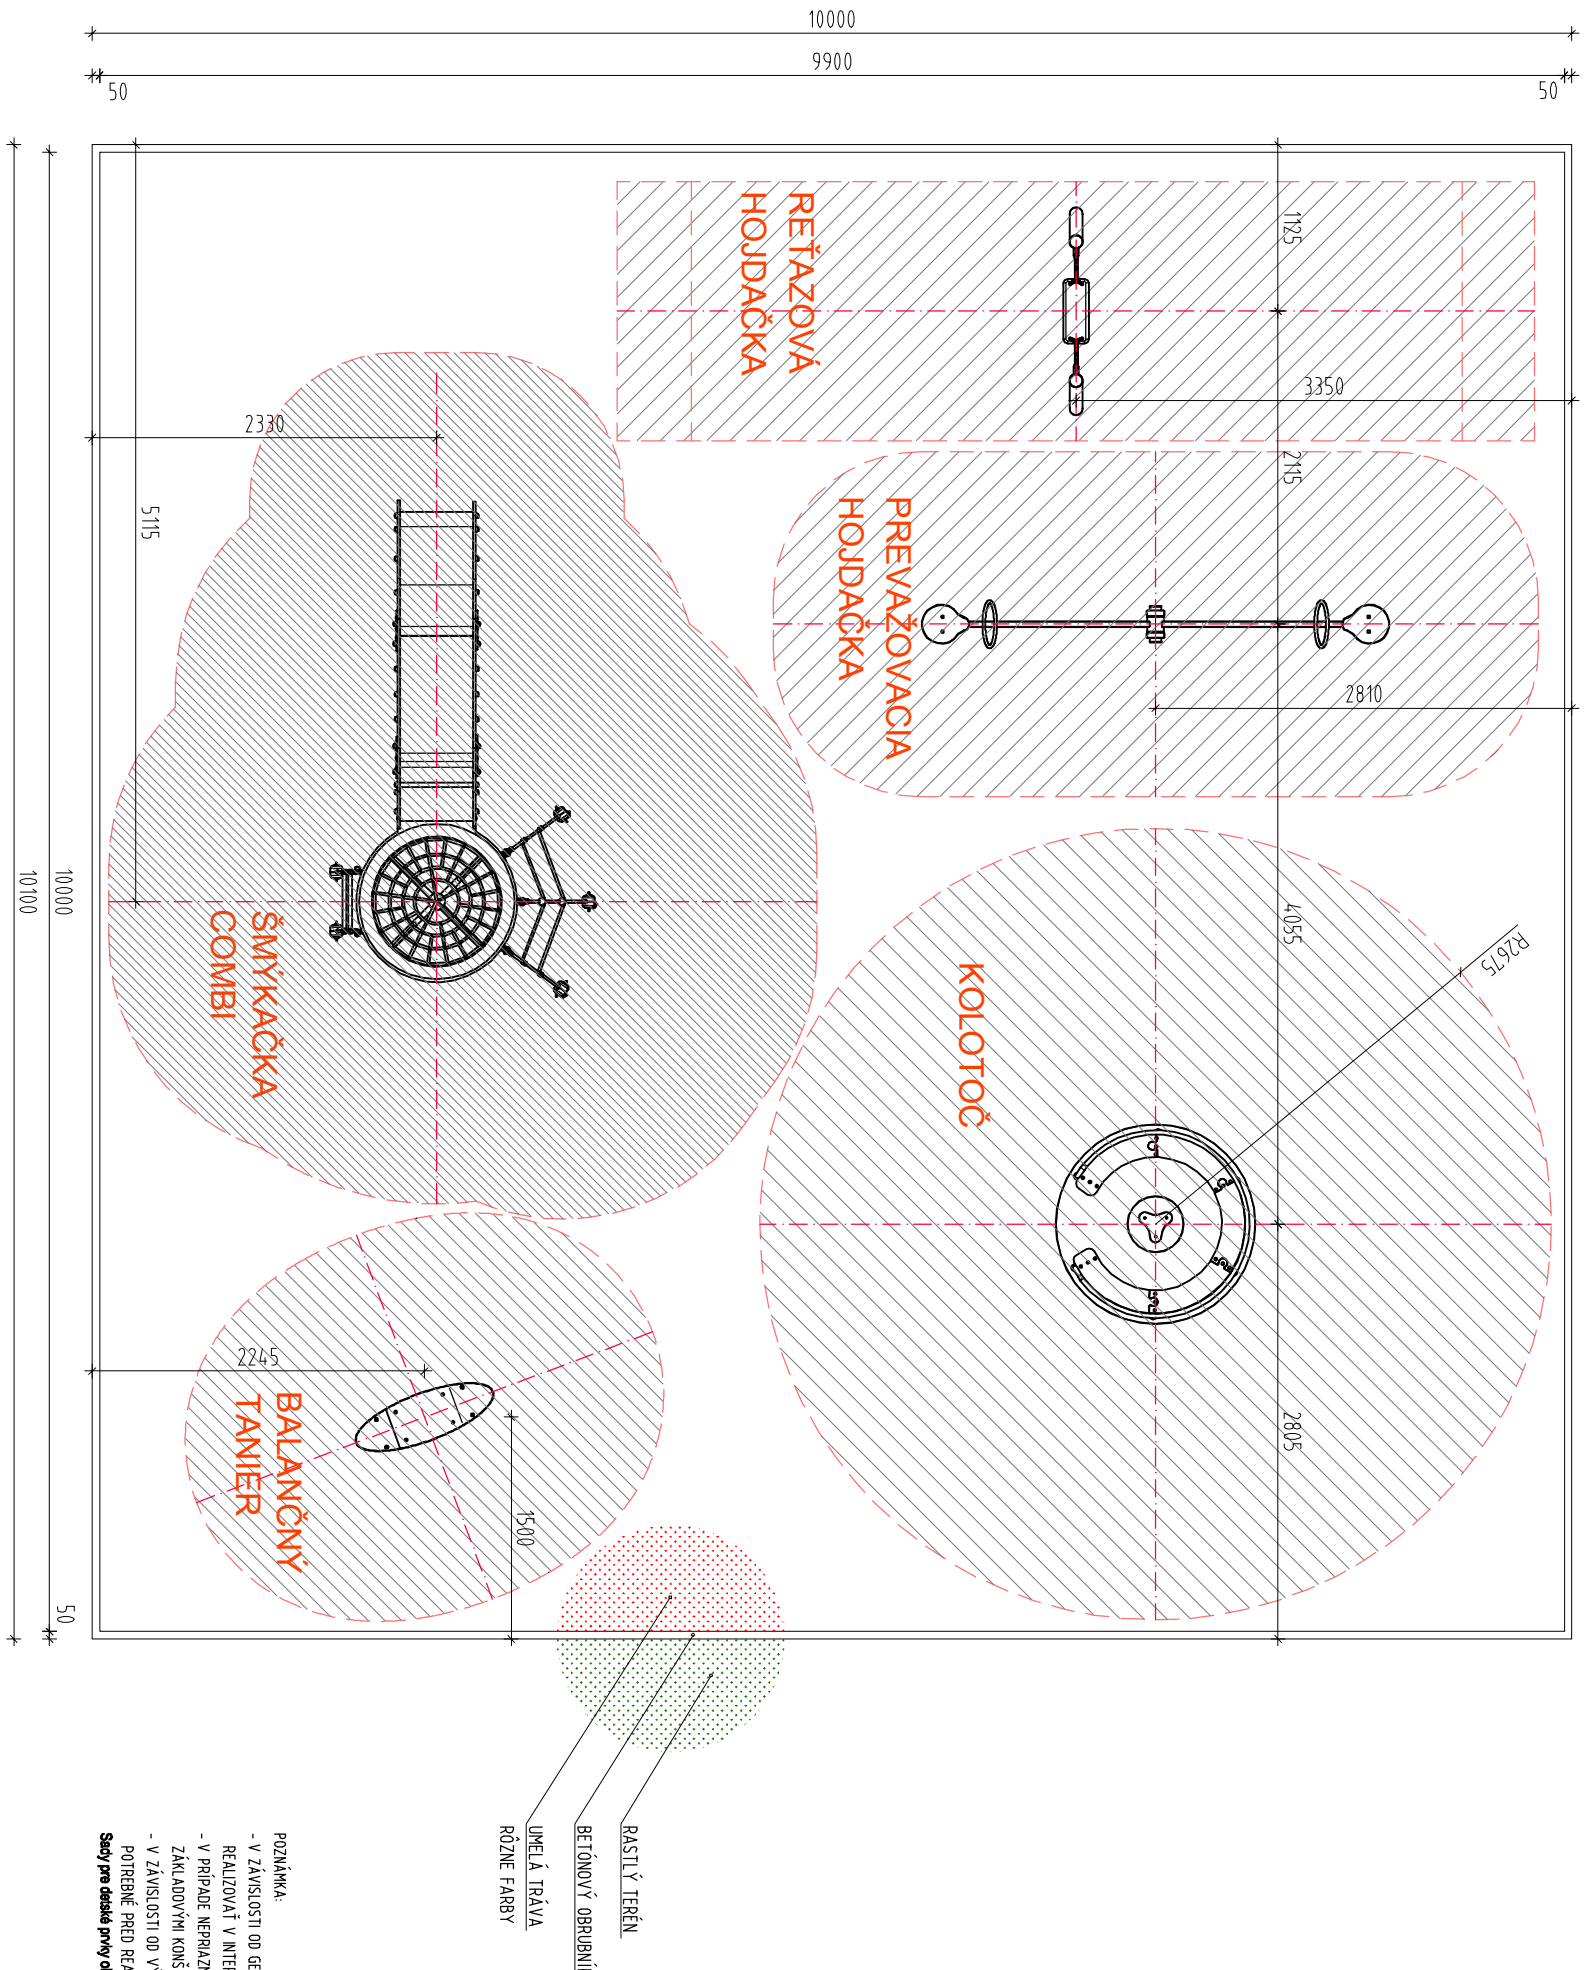 10000
9900
50
50
REŤAZOVÁ
HOJDAČKA
1125
3350
2330
2115
5115
PREVAŽOVACIA
HOJDAČKA
2810
10000
10100
ŠMÝKAČKA
COMBI
4055
R2675
KOLOTOČ
2245
BALANČNÝ
TANIER
2805
1500
50
RASTLÝ TERÉN
BETÓNOVÝ OBRUBNÍ
UMELÁ TRÁVA
RÔZNE FARBY
POZNÁMKA:
- V ZÁVISLOSTI OD GE
REALIZOVAŤ V INTE
- V PRÍPADE NEPRIAZN
ZÁKLADOVÝMI KONŠ
- V ZÁVISLOSTI OD
POTREBNÉ PRED REA
Sady pre detské prvky